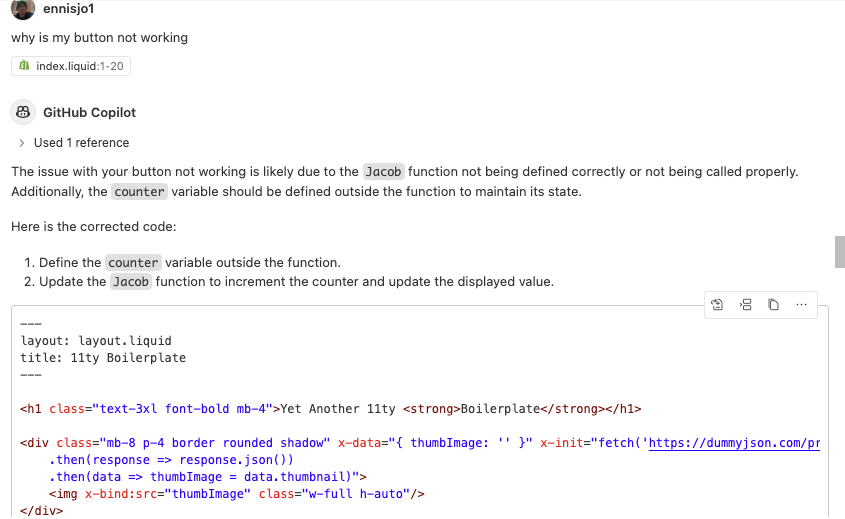 ennisjo1
why is my button not working
index.liquid:1-20
GitHub Copilot
Used 1 reference
The issue with your button not working is likely due to the Jacob function not being defined correctly or not being called properly.
Additionally, the counter variable should be defined outside the function to maintain its state.
Here is the corrected code:
1. Define the counter variable outside the function.
2. Update the Jacob function to increment the counter and update the displayed value.
---
layout: layout.liquid
title: 11ty Boilerplate
---
<h1 class="text-3xl font-bold mb-4">Yet Another 11ty <strong>Boilerplate</strong></h1>
<div class="mb-8 p-4 border rounded shadow" x-data="{ thumbImage: '' }" x-init="fetch('https://dummyjson.com/pr
.then(response => response.json())
.then(data => thumbImage = data.thumbnail)">
<img x-bind:src="thumbImage" class="w-full h-auto"/>
</div>